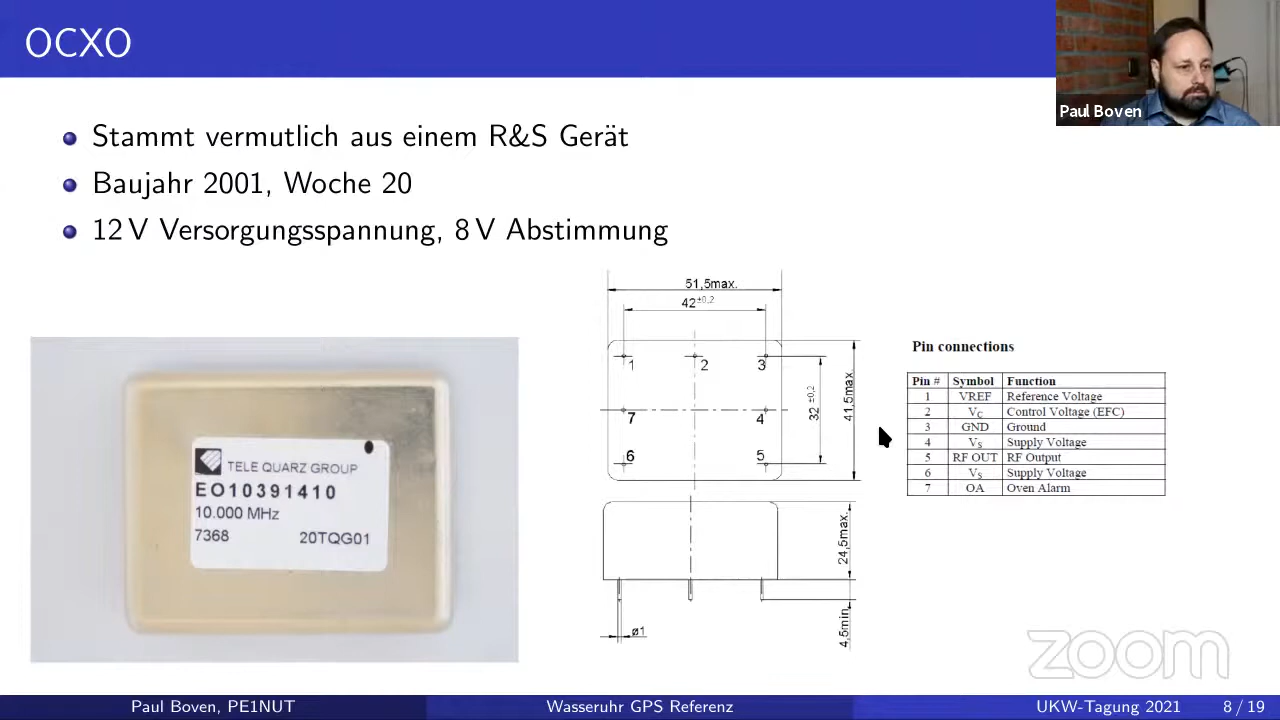 OCXO
Paul Boven
Stammt vermutlich aus einem R&S Gerät
Baujahr 2001, Woche 20
12 V Versorgungsspannung, 8 V Abstimmung
TELE QUARZ GROUP
EO10391410
10.000 MHz
7368 20TQG01
51,5max.
42 ±0,2
1 2 3
7 4
6 5
32 ±0,2
41,5max.
24,5max.
ø1
4,5min.
Pin connections
Pin # Symbol Function
1 VREF Reference Voltage
2 VC Control Voltage (EFC)
3 GND Ground
4 VS Supply Voltage
5 RF OUT RF Output
6 VS Supply Voltage
7 OA Oven Alarm
zoom
Paul Boven, PE1NUT Wasseruhr GPS Referenz UKW-Tagung 2021 8 / 19